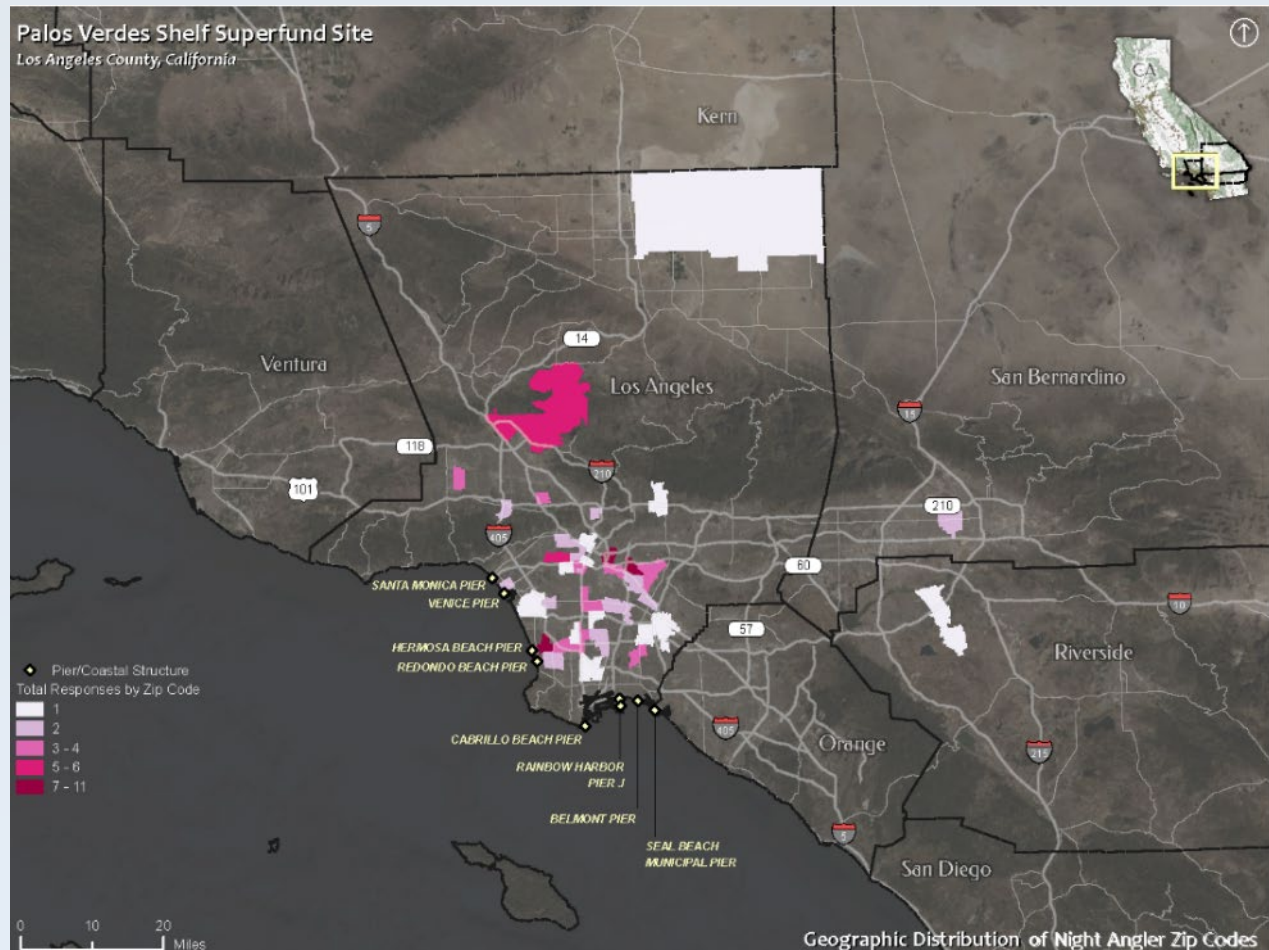 Palos Verdes Shelf Superfund Site
Los Angeles County, California
CA
Kern
5
14
Ventura
Los Angeles
San Bernardino
15
118
101
210
210
405
60
SANTA MONICA PIER
VENICE PIER
10
57
HERMOSA BEACH PIER
REDONDO BEACH PIER
Riverside
Pier/Coastal Structure
Total Responses by Zip Code
1
2
3 - 4
5 - 6
7 - 11
405
CABRILLO BEACH PIER
Orange
215
RAINBOW HARBOR
PIER J
BELMONT PIER
5
SEAL BEACH
MUNICIPAL PIER
San Diego
0 10 20
Miles
Geographic Distribution of Night Angler Zip Codes